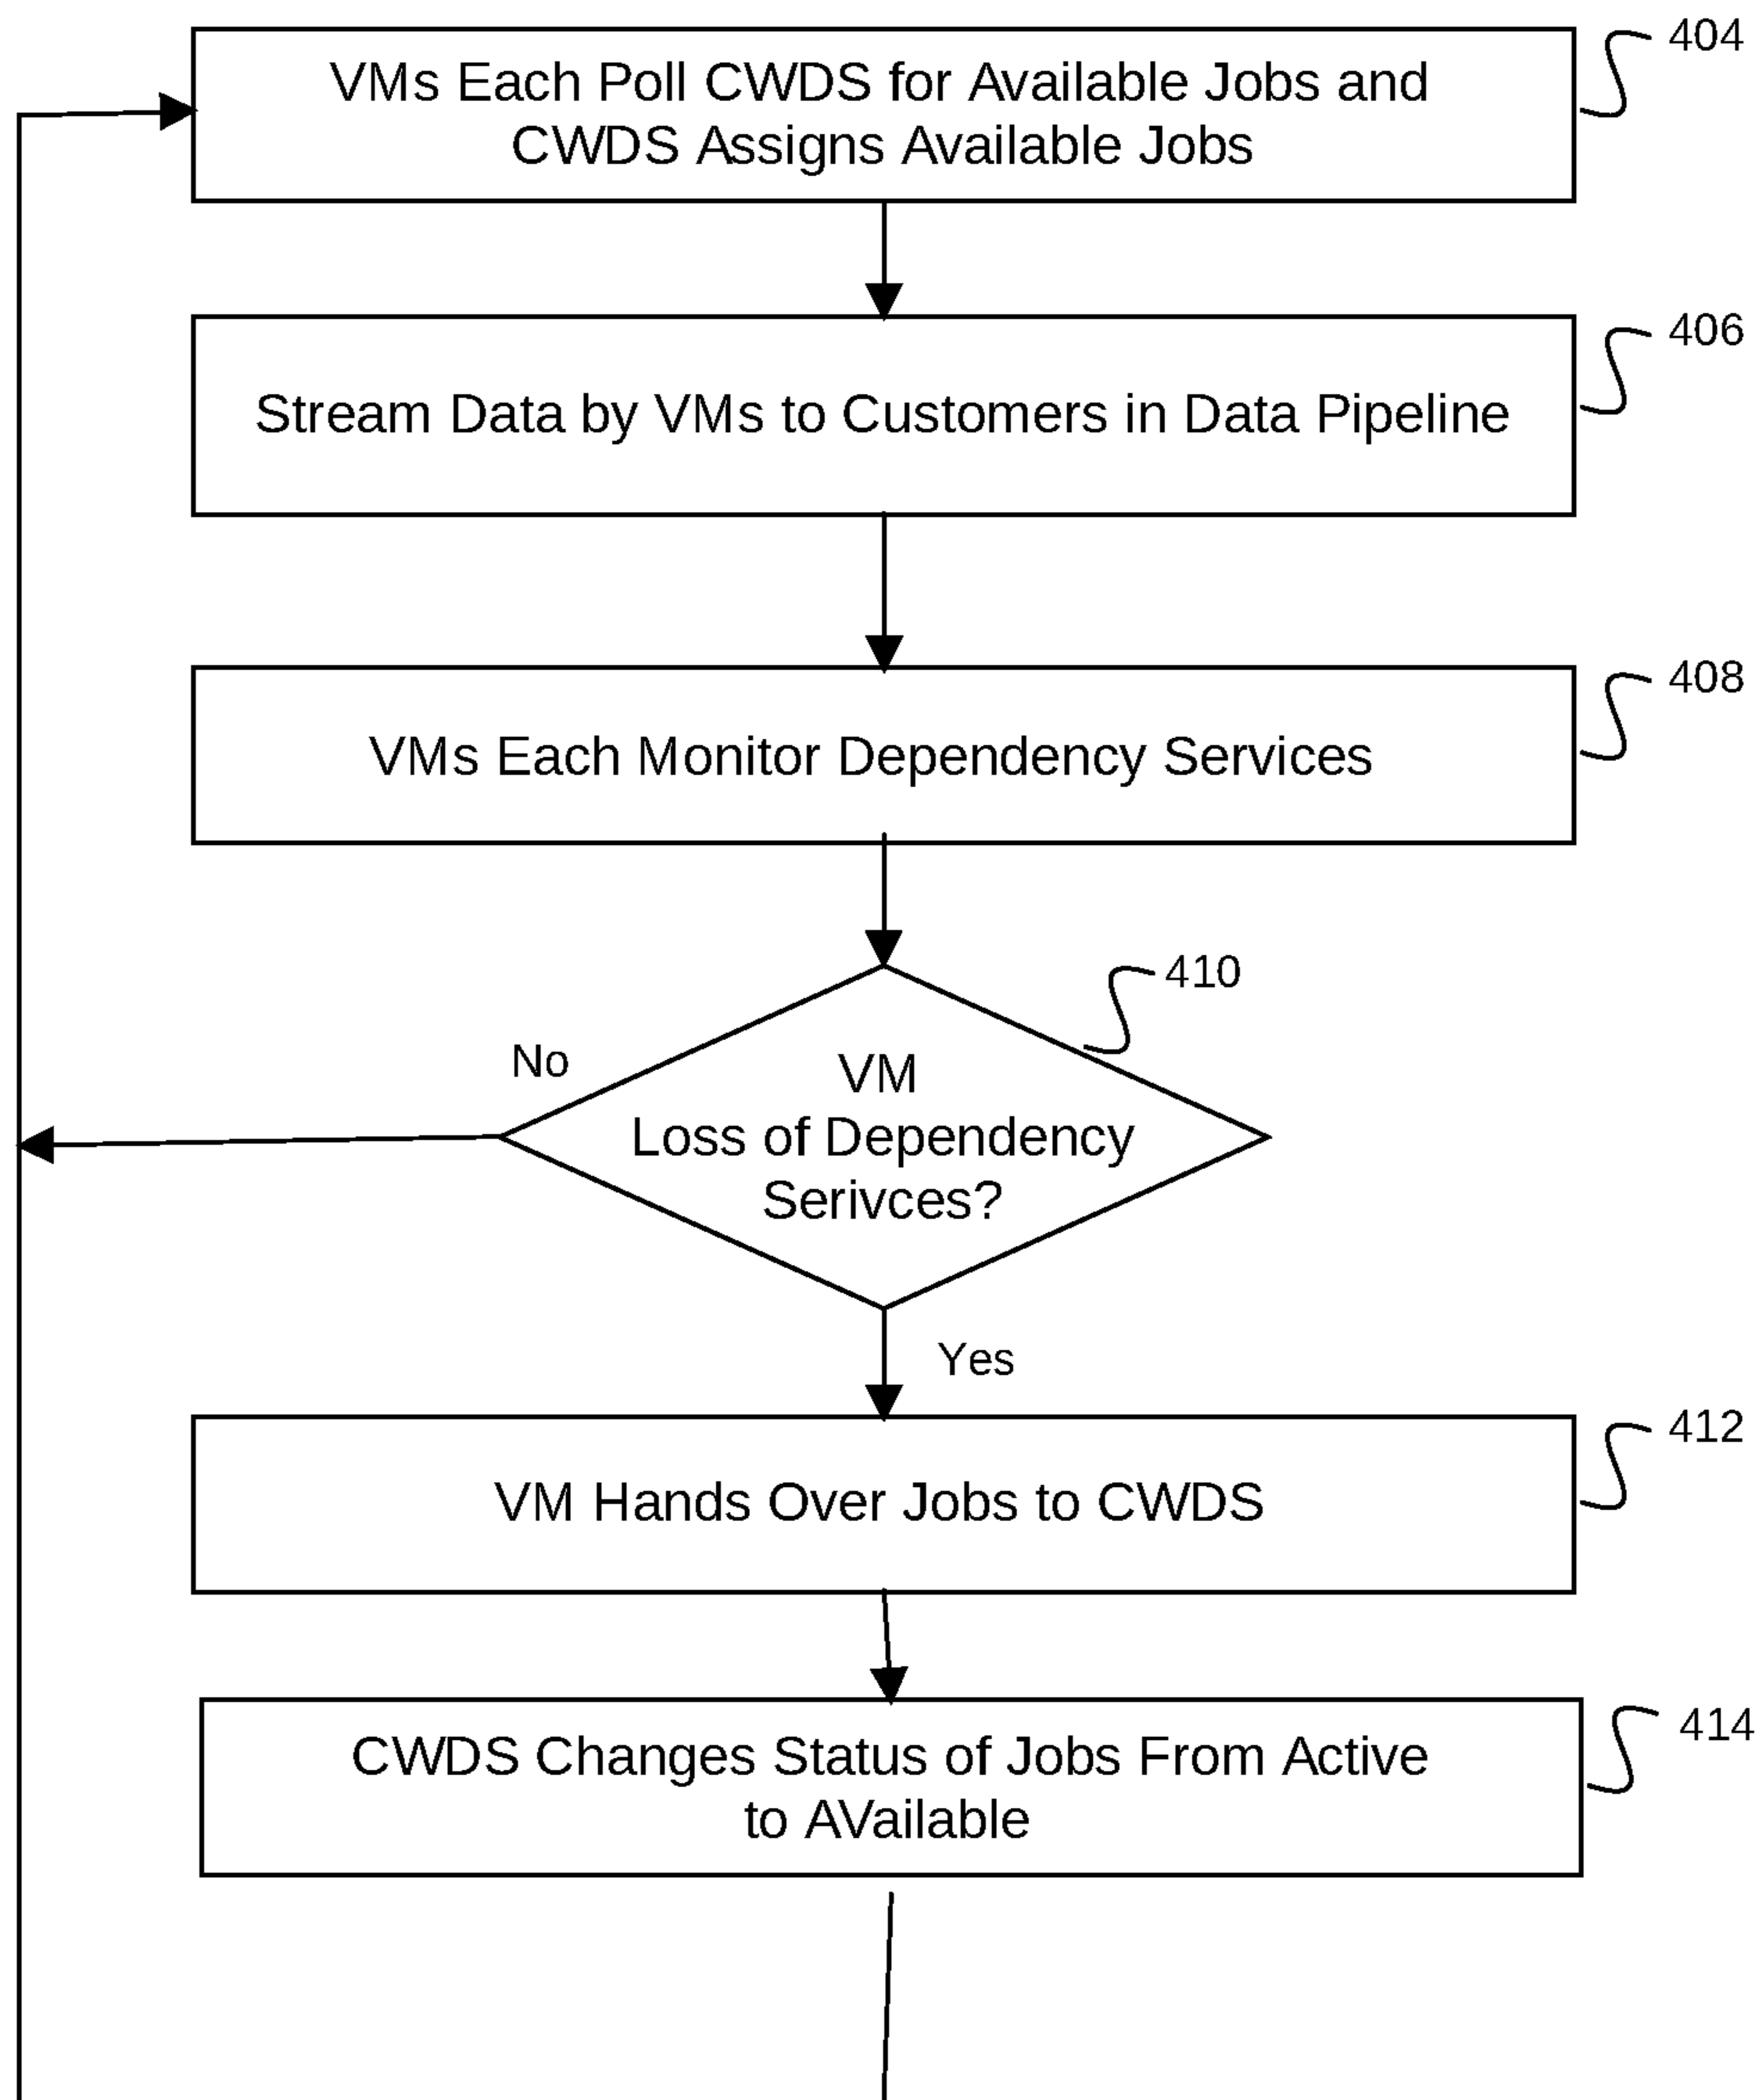 404
VMs Each Poll CWDS for Available Jobs and
CWDS Assigns Available Jobs
406
Stream Data by VMs to Customers in Data Pipeline
408
VMs Each Monitor Dependency Services
410
No
VM
Loss of Dependency
Serivces?
Yes
412
VM Hands Over Jobs to CWDS
414
CWDS Changes Status of Jobs From Active
to AVailable